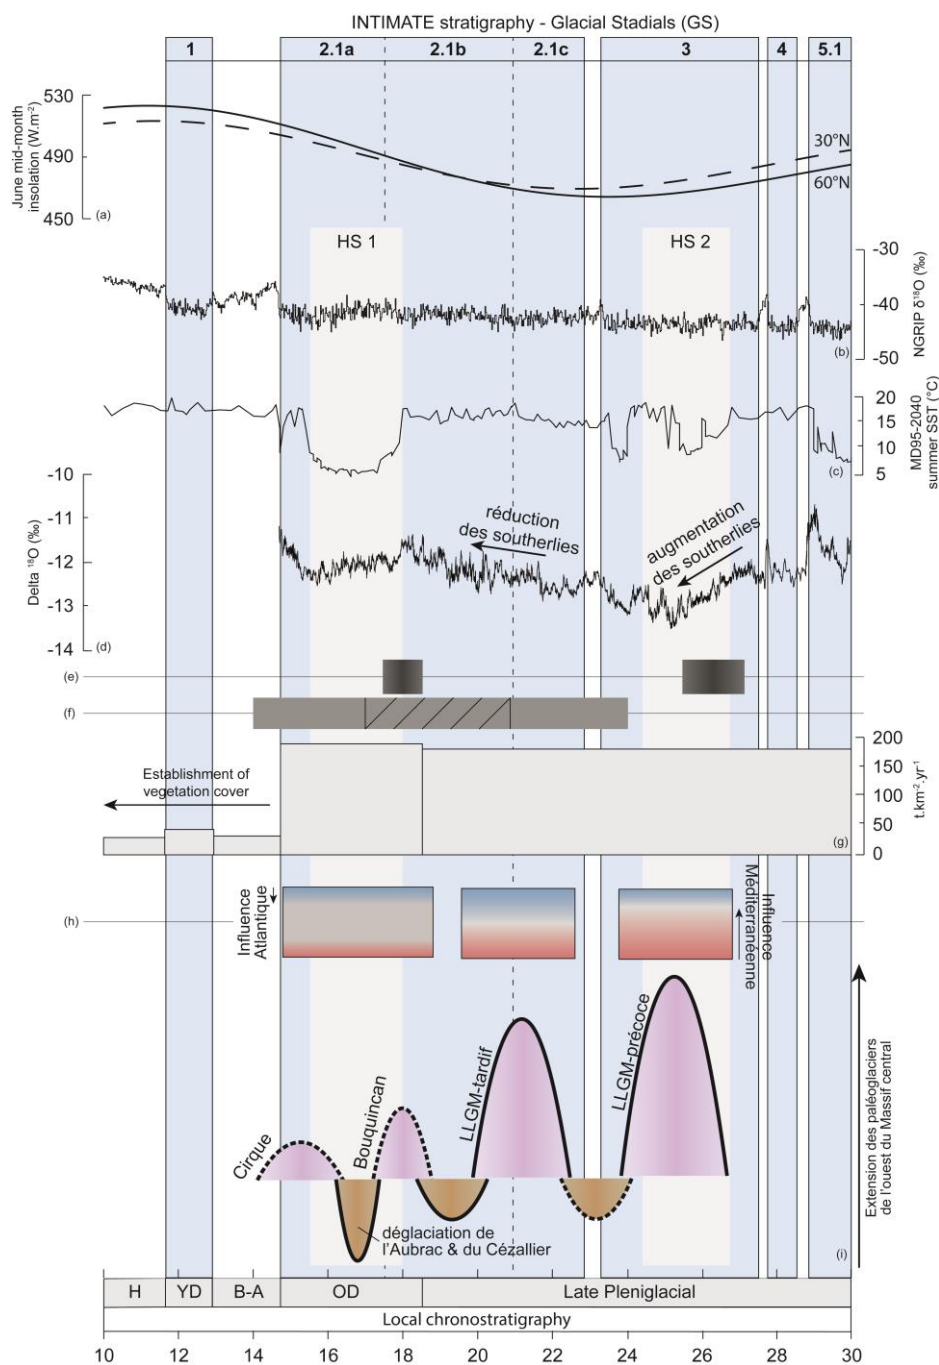 INTIMATE stratigraphy - Glacial Stadials (GS)
1 2.1a 2.1b 2.1c 3 4 5.1
530
490
450
June mid-month
insolation (W.m-2)
(a)
30°N
60°N
HS 1
HS 2
-30
-40
-50
NGRIP δ18O (‰)
(b)
20
15
10
5
MD95-2040
summer SST (°C)
(c)
-10
-11
-12
-13
-14
Delta 18O (‰)
(d)
réduction
des southerlies
augmentation
des southerlies
(e)
(f)
200
150
100
50
0
t.km-2.yr-1
Establishment of
vegetation cover
(g)
(h)
Influence
Atlantique
Influence
Méditerranéenne
Cirque
Bouquincan
LLGM-tardif
LLGM-précoce
déglaciation de
l'Aubrac & du Cézallier
Extension des paléoglaciers
de l'ouest du Massif central
(i)
H YD B-A OD Late Pleniglacial
Local chronostratigraphy
10 12 14 16 18 20 22 24 26 28 30